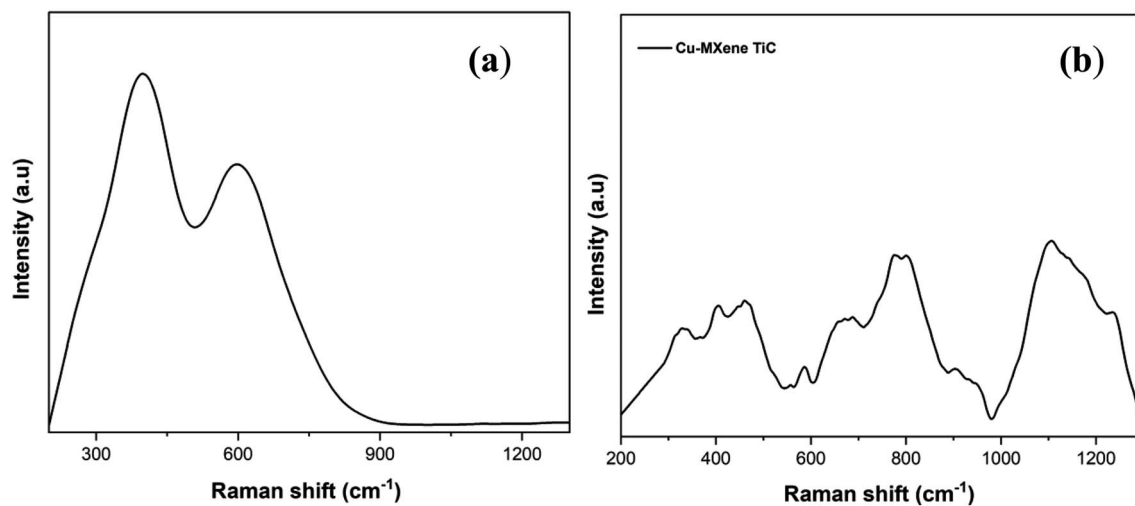 (a)
Intensity (a.u)
300 600 900 1200
Raman shift (cm⁻¹)
Cu-MXene TiC
(b)
Intensity (a.u)
200 400 600 800 1000 1200
Raman shift (cm⁻¹)